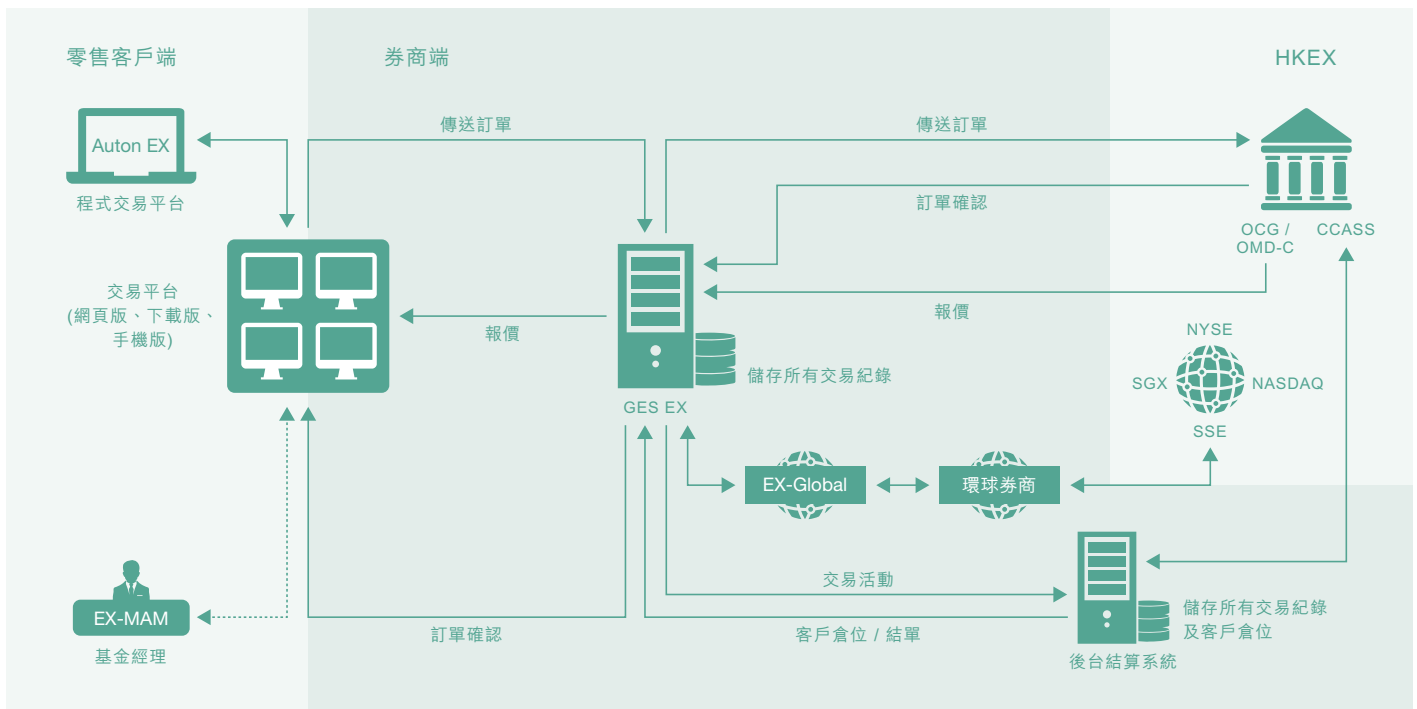 零售客戶端
券商端
HKEX
傳送訂單
傳送訂單
Auton EX
程式交易平台
訂單確認
OCG /
OMD-C
CCASS
交易平台
(網頁版、下載版、
手機版)
報價
報價
儲存所有交易紀錄
GES EX
NYSE
SGX
NASDAQ
SSE
EX-Global
環球券商
交易活動
EX-MAM
基金經理
訂單確認
客戶倉位 / 結單
儲存所有交易紀錄
及客戶倉位
後台結算系統